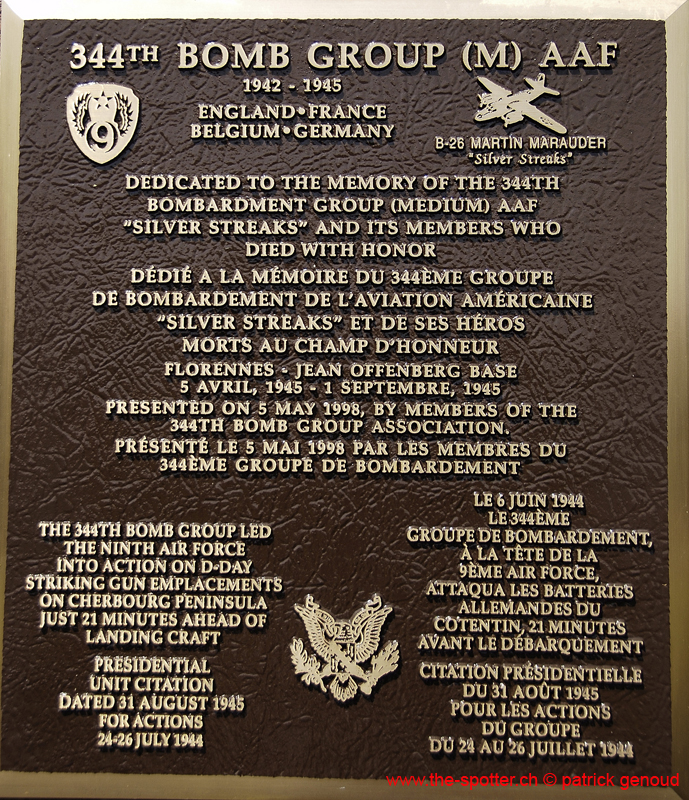 344TH BOMB GROUP (M) AAF
1942 - 1945
ENGLAND•FRANCE
BELGIUM•GERMANY
9
B-26 MARTIN MARAUDER
"Silver Streaks"
DEDICATED TO THE MEMORY OF THE 344TH
BOMBARDMENT GROUP (MEDIUM) AAF
"SILVER STREAKS" AND ITS MEMBERS WHO
DIED WITH HONOR
DÉDIÉ A LA MÉMOIRE DU 344ÈME GROUPE
DE BOMBARDEMENT DE L'AVIATION AMÉRICAINE
"SILVER STREAKS" ET DE SES HÉROS
MORTS AU CHAMP D'HONNEUR
FLORENNES - JEAN OFFENBERG BASE
5 AVRIL, 1945 - 1 SEPTEMBRE, 1945
PRESENTED ON 5 MAY 1998, BY MEMBERS OF THE
344TH BOMB GROUP ASSOCIATION.
PRÉSENTÉ LE 5 MAI 1998 PAR LES MEMBRES DU
344ÈME GROUPE DE BOMBARDEMENT
THE 344TH BOMB GROUP LED
THE NINTH AIR FORCE
INTO ACTION ON D-DAY
STRIKING GUN EMPLACEMENTS
ON CHERBOURG PENINSULA
JUST 21 MINUTES AHEAD OF
LANDING CRAFT
PRESIDENTIAL
UNIT CITATION
DATED 31 AUGUST 1945
FOR ACTIONS
24-26 JULY 1944
LE 6 JUIN 1944
LE 344ÈME
GROUPE DE BOMBARDEMENT,
À LA TÊTE DE LA
9ÈME AIR FORCE,
ATTAQUA LES BATTERIES
ALLEMANDES DU
COTENTIN, 21 MINUTES
AVANT LE DÉBARQUEMENT
CITATION PRÉSIDENTIELLE
DU 31 AOÛT 1945
POUR LES ACTIONS
DU GROUPE
DU 24 AU 26 JUILLET 1944
www.the-spotter.ch © patrick genoud